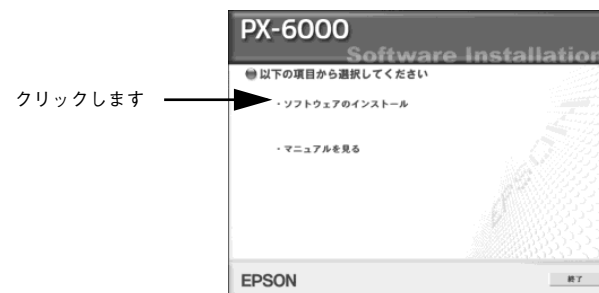 PX-6000
Software Installation
以下の項目から選択してください
クリックします
・ソフトウェアのインストール
・マニュアルを見る
EPSON
EPSON
終了